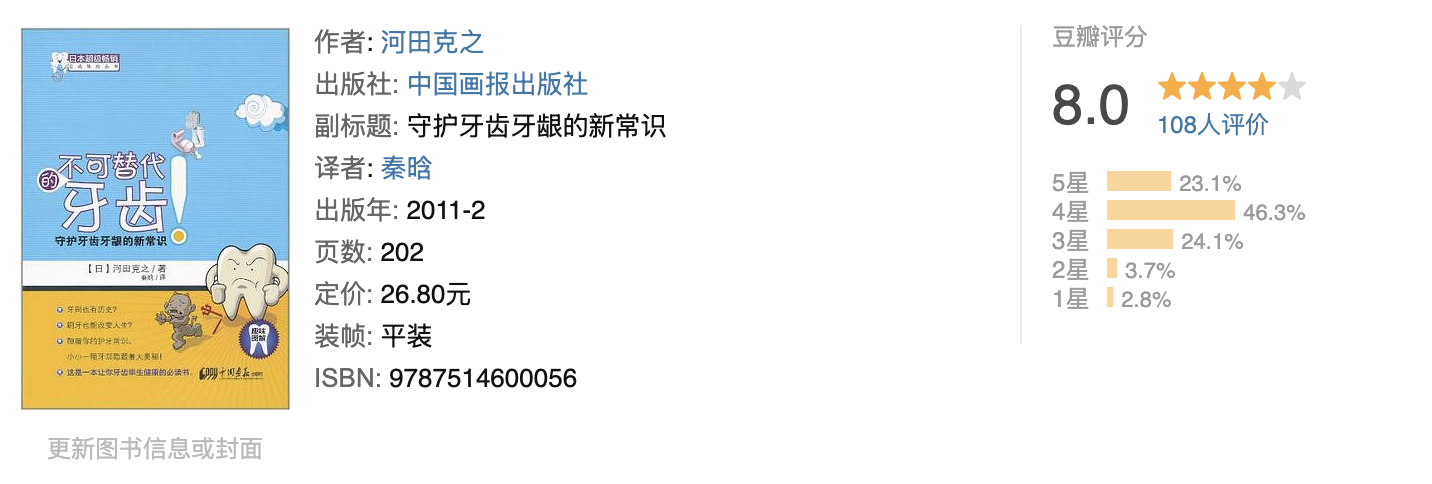 日本超级畅销
不可替代
的
牙齿!
守护牙齿牙龈的新常识
【日】河田克之/著
秦晗/译
牙刷也有历史?
刷牙也能改变人生?
颠覆你的护牙常识。
小小一颗牙却隐藏着大奥秘!
这是一本让你牙齿毕生健康的必读书。
趣味
图解
中国画报出版社
更新图书信息或封面
作者: 河田克之
出版社: 中国画报出版社
副标题: 守护牙齿牙龈的新常识
译者: 秦晗
出版年: 2011-2
页数: 202
定价: 26.80元
装帧: 平装
ISBN: 9787514600056
豆瓣评分
8.0
108人评价
5星 23.1%
4星 46.3%
3星 24.1%
2星 3.7%
1星 2.8%